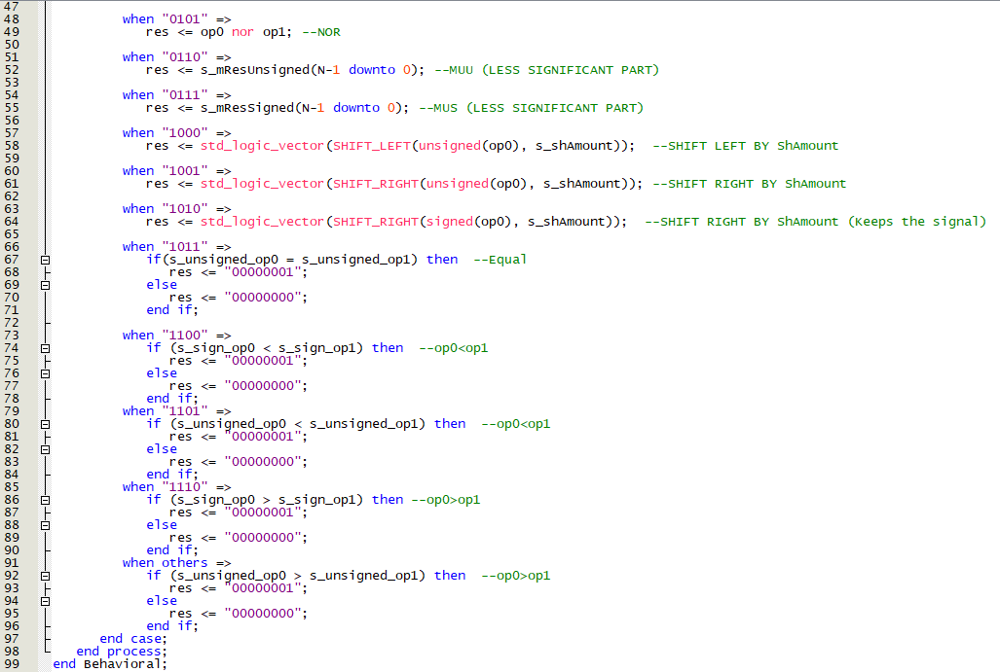 47
48 when "0101" =>
49 res <= op0 nor op1; --NOR
50
51 when "0110" =>
52 res <= s_mResUnsigned(N-1 downto 0); --MUU (LESS SIGNIFICANT PART)
53
54 when "0111" =>
55 res <= s_mResSigned(N-1 downto 0); --MUS (LESS SIGNIFICANT PART)
56
57 when "1000" =>
58 res <= std_logic_vector(SHIFT_LEFT(unsigned(op0), s_shAmount)); --SHIFT LEFT BY ShAmount
59
60 when "1001" =>
61 res <= std_logic_vector(SHIFT_RIGHT(unsigned(op0), s_shAmount)); --SHIFT RIGHT BY ShAmount
62
63 when "1010" =>
64 res <= std_logic_vector(SHIFT_RIGHT(signed(op0), s_shAmount)); --SHIFT RIGHT BY ShAmount (Keeps the signal)
65
66 when "1011" =>
67 if(s_unsigned_op0 = s_unsigned_op1) then --Equal
68 res <= "00000001";
69 else
70 res <= "00000000";
71 end if;
72
73 when "1100" =>
74 if (s_sign_op0 < s_sign_op1) then --op0<op1
75 res <= "00000001";
76 else
77 res <= "00000000";
78 end if;
79 when "1101" =>
80 if (s_unsigned_op0 < s_unsigned_op1) then --op0<op1
81 res <= "00000001";
82 else
83 res <= "00000000";
84 end if;
85 when "1110" =>
86 if (s_sign_op0 > s_sign_op1) then --op0>op1
87 res <= "00000001";
88 else
89 res <= "00000000";
90 end if;
91 when others =>
92 if (s_unsigned_op0 > s_unsigned_op1) then --op0>op1
93 res <= "00000001";
94 else
95 res <= "00000000";
96 end if;
97 end case;
98 end process;
99 end Behavioral;